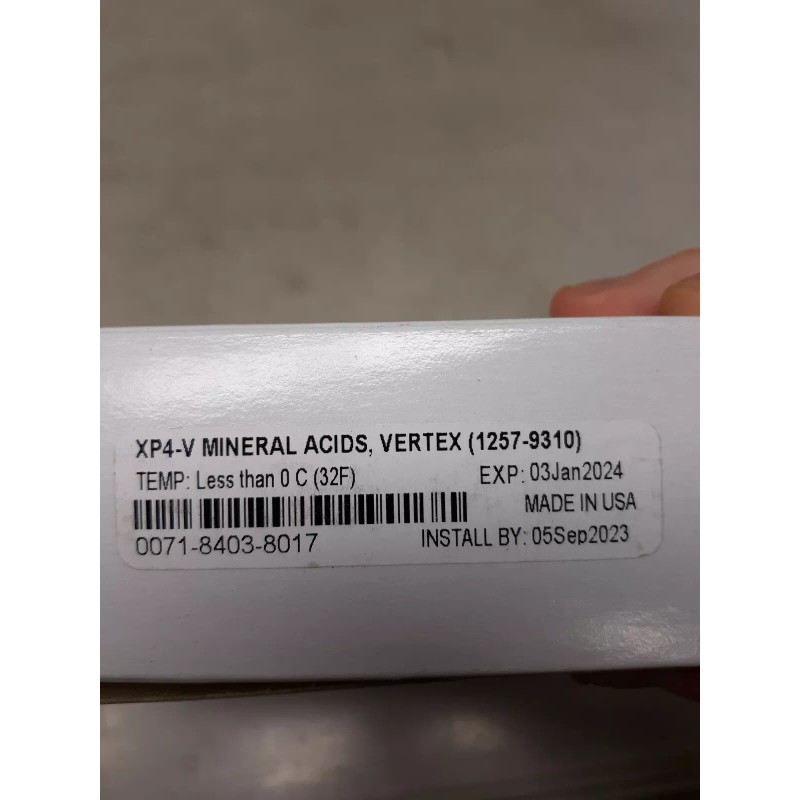 XP4-V MINERAL ACIDS, VERTEX (1257-9310)
TEMP: Less than 0 C (32F) EXP: 03Jan2024
MADE IN USA
0071-8403-8017 INSTALL BY: 05Sep2023